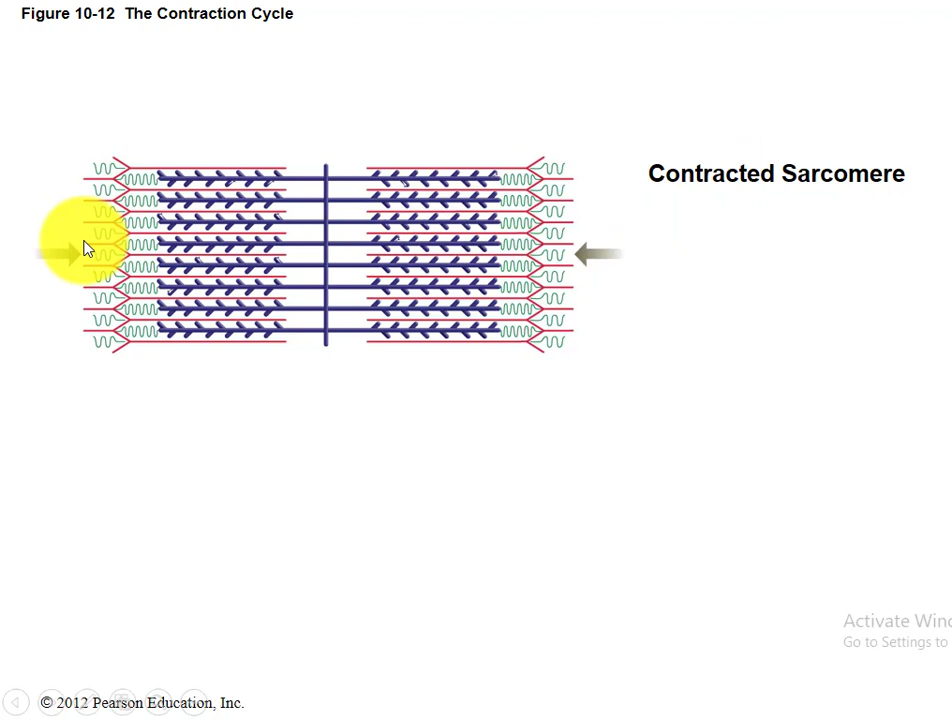 Figure 10-12  The Contraction Cycle
Contracted Sarcomere
Activate Win
Go to Settings to
© 2012 Pearson Education, Inc.